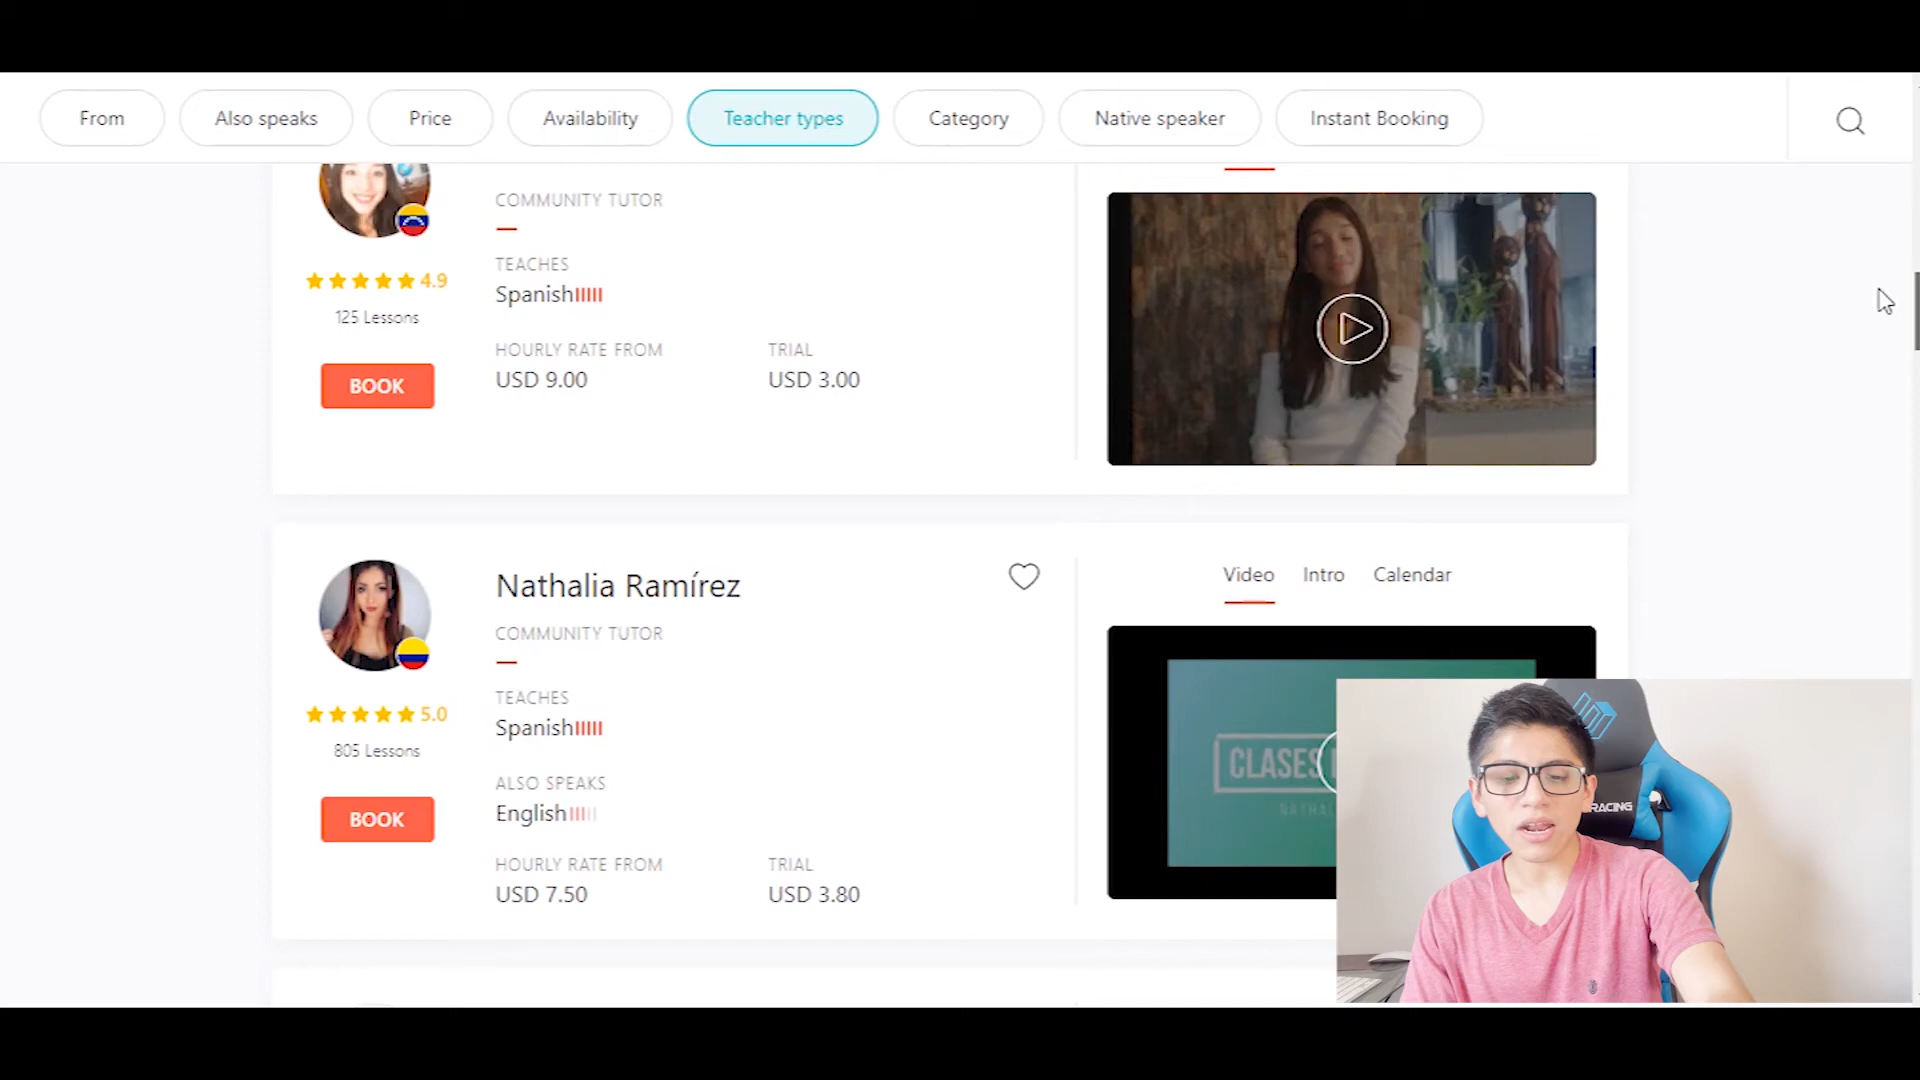 From
Also speaks
Price
Availability
Teacher types
Category
Native speaker
Instant Booking
COMMUNITY TUTOR
TEACHES
Spanish
4.9
125 Lessons
HOURLY RATE FROM
TRIAL
USD 9.00
USD 3.00
BOOK
Nathalia Ramírez
Video
Intro
Calendar
COMMUNITY TUTOR
TEACHES
Spanish
5.0
805 Lessons
ALSO SPEAKS
English
BOOK
HOURLY RATE FROM
TRIAL
USD 7.50
USD 3.80
CLASES
RACING